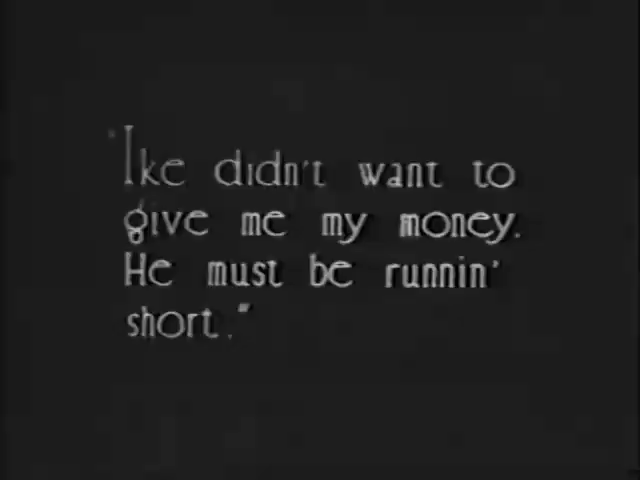 "Ike didn't want to
give me my money.
He must be runnin'
short."